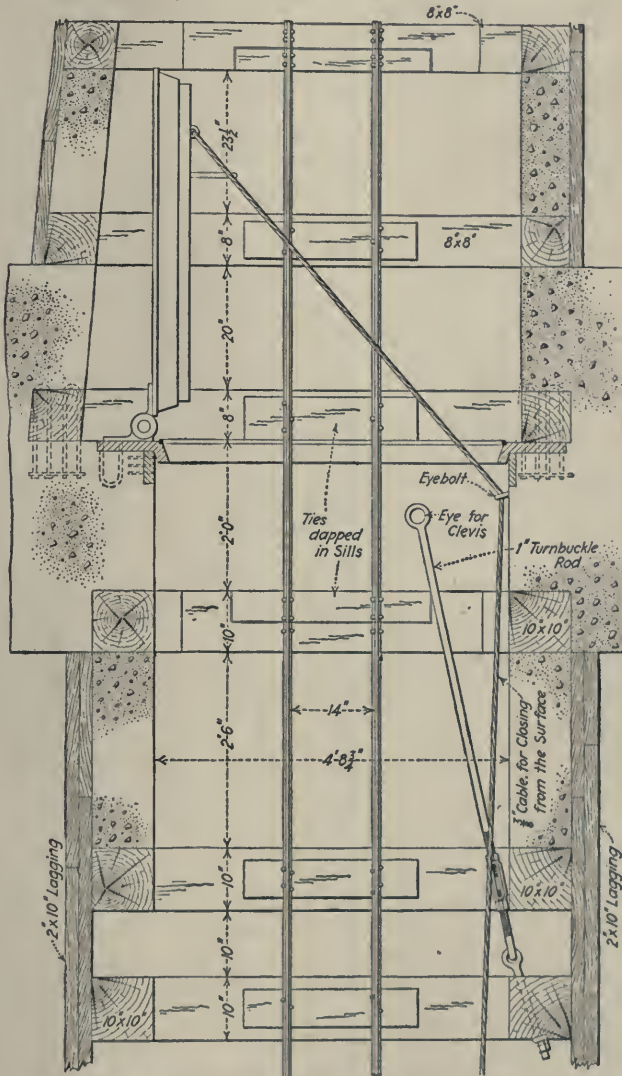 8"x8"
23½"
8"
8"x8"
20"
8"
Eyebolt
Eye for
Clevis
Ties
dapped
in Sills
2'-0"
1" Turnbuckle
Rod
10"
10"x10"
14"
2'-6"
4'-8¾"
⅜" Cable for Closing
from the Surface
2"x10" Lagging
2"x10" Lagging
10"
10"x10"
10"
10"x10"
10"